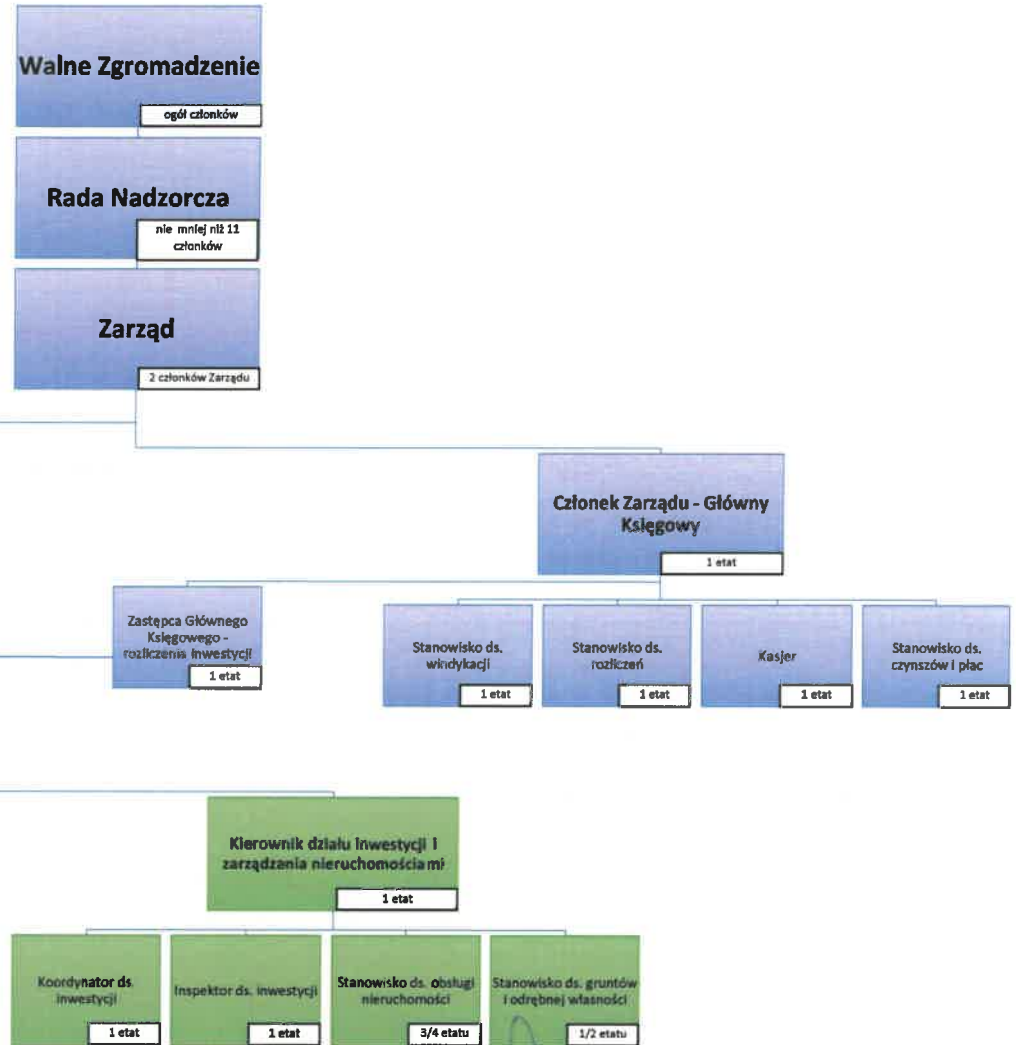 Walne Zgromadzenie
ogół członków
Rada Nadzorcza
nie mniej niż 11
członków
Zarząd
2 członków Zarządu
Członek Zarządu - Główny
Księgowy
1 etat
Zastępca Głównego
Księgowego -
rozliczenia inwestycji
1 etat
Stanowisko ds.
windykacji
1 etat
Stanowisko ds.
rozliczeń
1 etat
Kasjer
1 etat
Stanowisko ds.
czynszów i płac
1 etat
Kierownik działu inwestycji i
zarządzania nieruchomościami
1 etat
Koordynator ds.
inwestycji
1 etat
Inspektor ds. inwestycji
1 etat
Stanowisko ds. obsługi
nieruchomości
3/4 etatu
Stanowisko ds. gruntów
i odrębnej własności
1/2 etatu